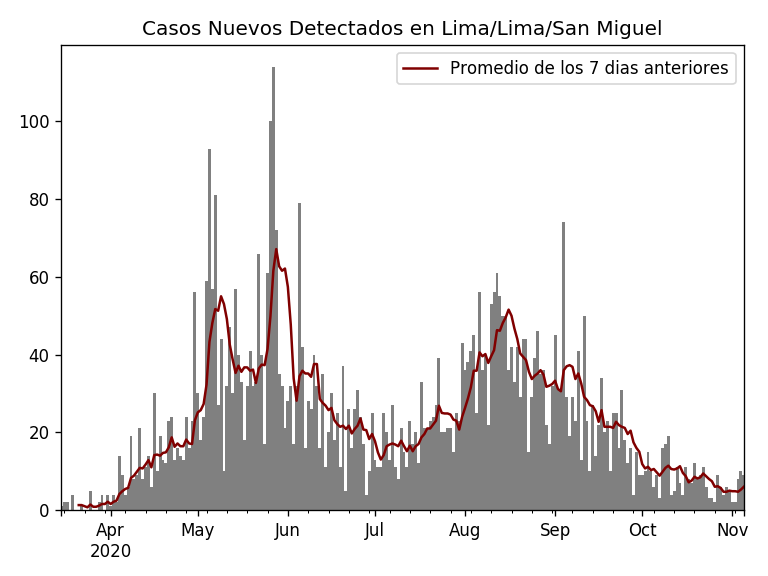 Casos Nuevos Detectados en Lima/Lima/San Miguel
Promedio de los 7 dias anteriores
100
80
60
40
20
0
Apr May Jun Jul Aug Sep Oct Nov
2020